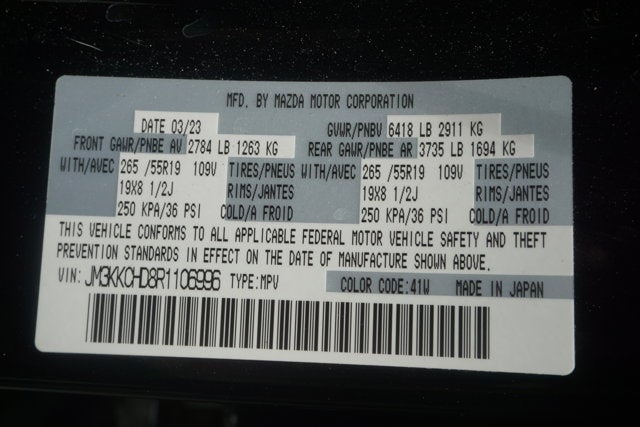 MFD. BY MAZDA MOTOR CORPORATION
DATE 03/23 GVWR/PNBV 6418 LB 2911 KG
FRONT GAWR/PNBE AV 2784 LB 1263 KG REAR GAWR/PNBE AR 3735 LB 1694 KG
WITH/AVEC 265 /55R19 109V TIRES/PNEUS WITH/AVEC 265 /55R19 109V TIRES/PNEUS
19X8 1/2J RIMS/JANTES 19X8 1/2J RIMS/JANTES
250 KPA/36 PSI COLD/A FROID 250 KPA/36 PSI COLD/A FROID
THIS VEHICLE CONFORMS TO ALL APPLICABLE FEDERAL MOTOR VEHICLE SAFETY AND THEFT
PREVENTION STANDARDS IN EFFECT ON THE DATE OF MANUFACTURE SHOWN ABOVE.
VIN: JM3KKCHD8R1106996 TYPE:MPV COLOR CODE:41W MADE IN JAPAN